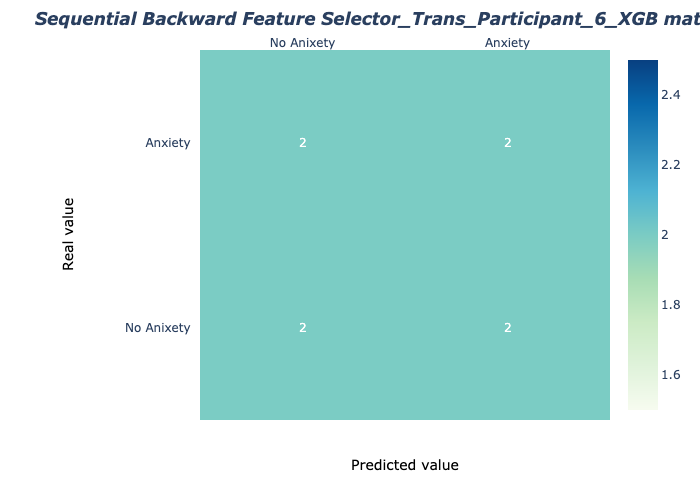 Sequential Backward Feature Selector_Trans_Participant_6_XGB mat
No Anixety Anxiety
2.4
Anxiety 2 2
2.2
2
Real value
1.8
No Anixety 2 2
1.6
Predicted value